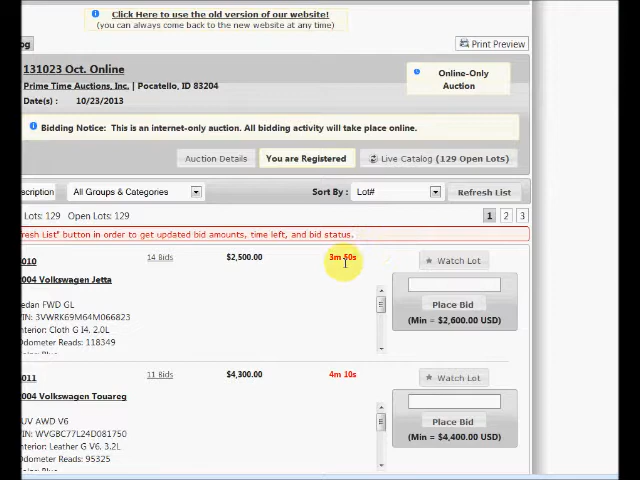 Click Here to use the old version of our website!
(you can always come back to the new website at any time)
og
Print Preview
131023 Oct. Online
Prime Time Auctions, Inc. | Pocatello, ID 83204
Date(s) : 10/23/2013
Online-Only
Auction
Bidding Notice: This is an internet-only auction. All bidding activity will take place online.
Auction Details
You are Registered
Live Catalog (129 Open Lots)
scription
All Groups & Categories
Sort By :
Lot#
Refresh List
Lots: 129 Open Lots: 129
1 2 3
fresh List" button in order to get updated bid amounts, time left, and bid status.
010
14 Bids
$2,500.00
3m 50s
Watch Lot
004 Volkswagen Jetta
edan FWD GL
VIN: 3VWRK69M64M066823
nterior: Cloth G I4, 2.0L
Odometer Reads: 118349
Place Bid
(Min = $2,600.00 USD)
011
11 Bids
$4,300.00
4m 10s
Watch Lot
004 Volkswagen Touareg
UV AWD V6
VIN: WVGBC77L24D081750
nterior: Leather G V6, 3.2L
Odometer Reads: 95325
Place Bid
(Min = $4,400.00 USD)